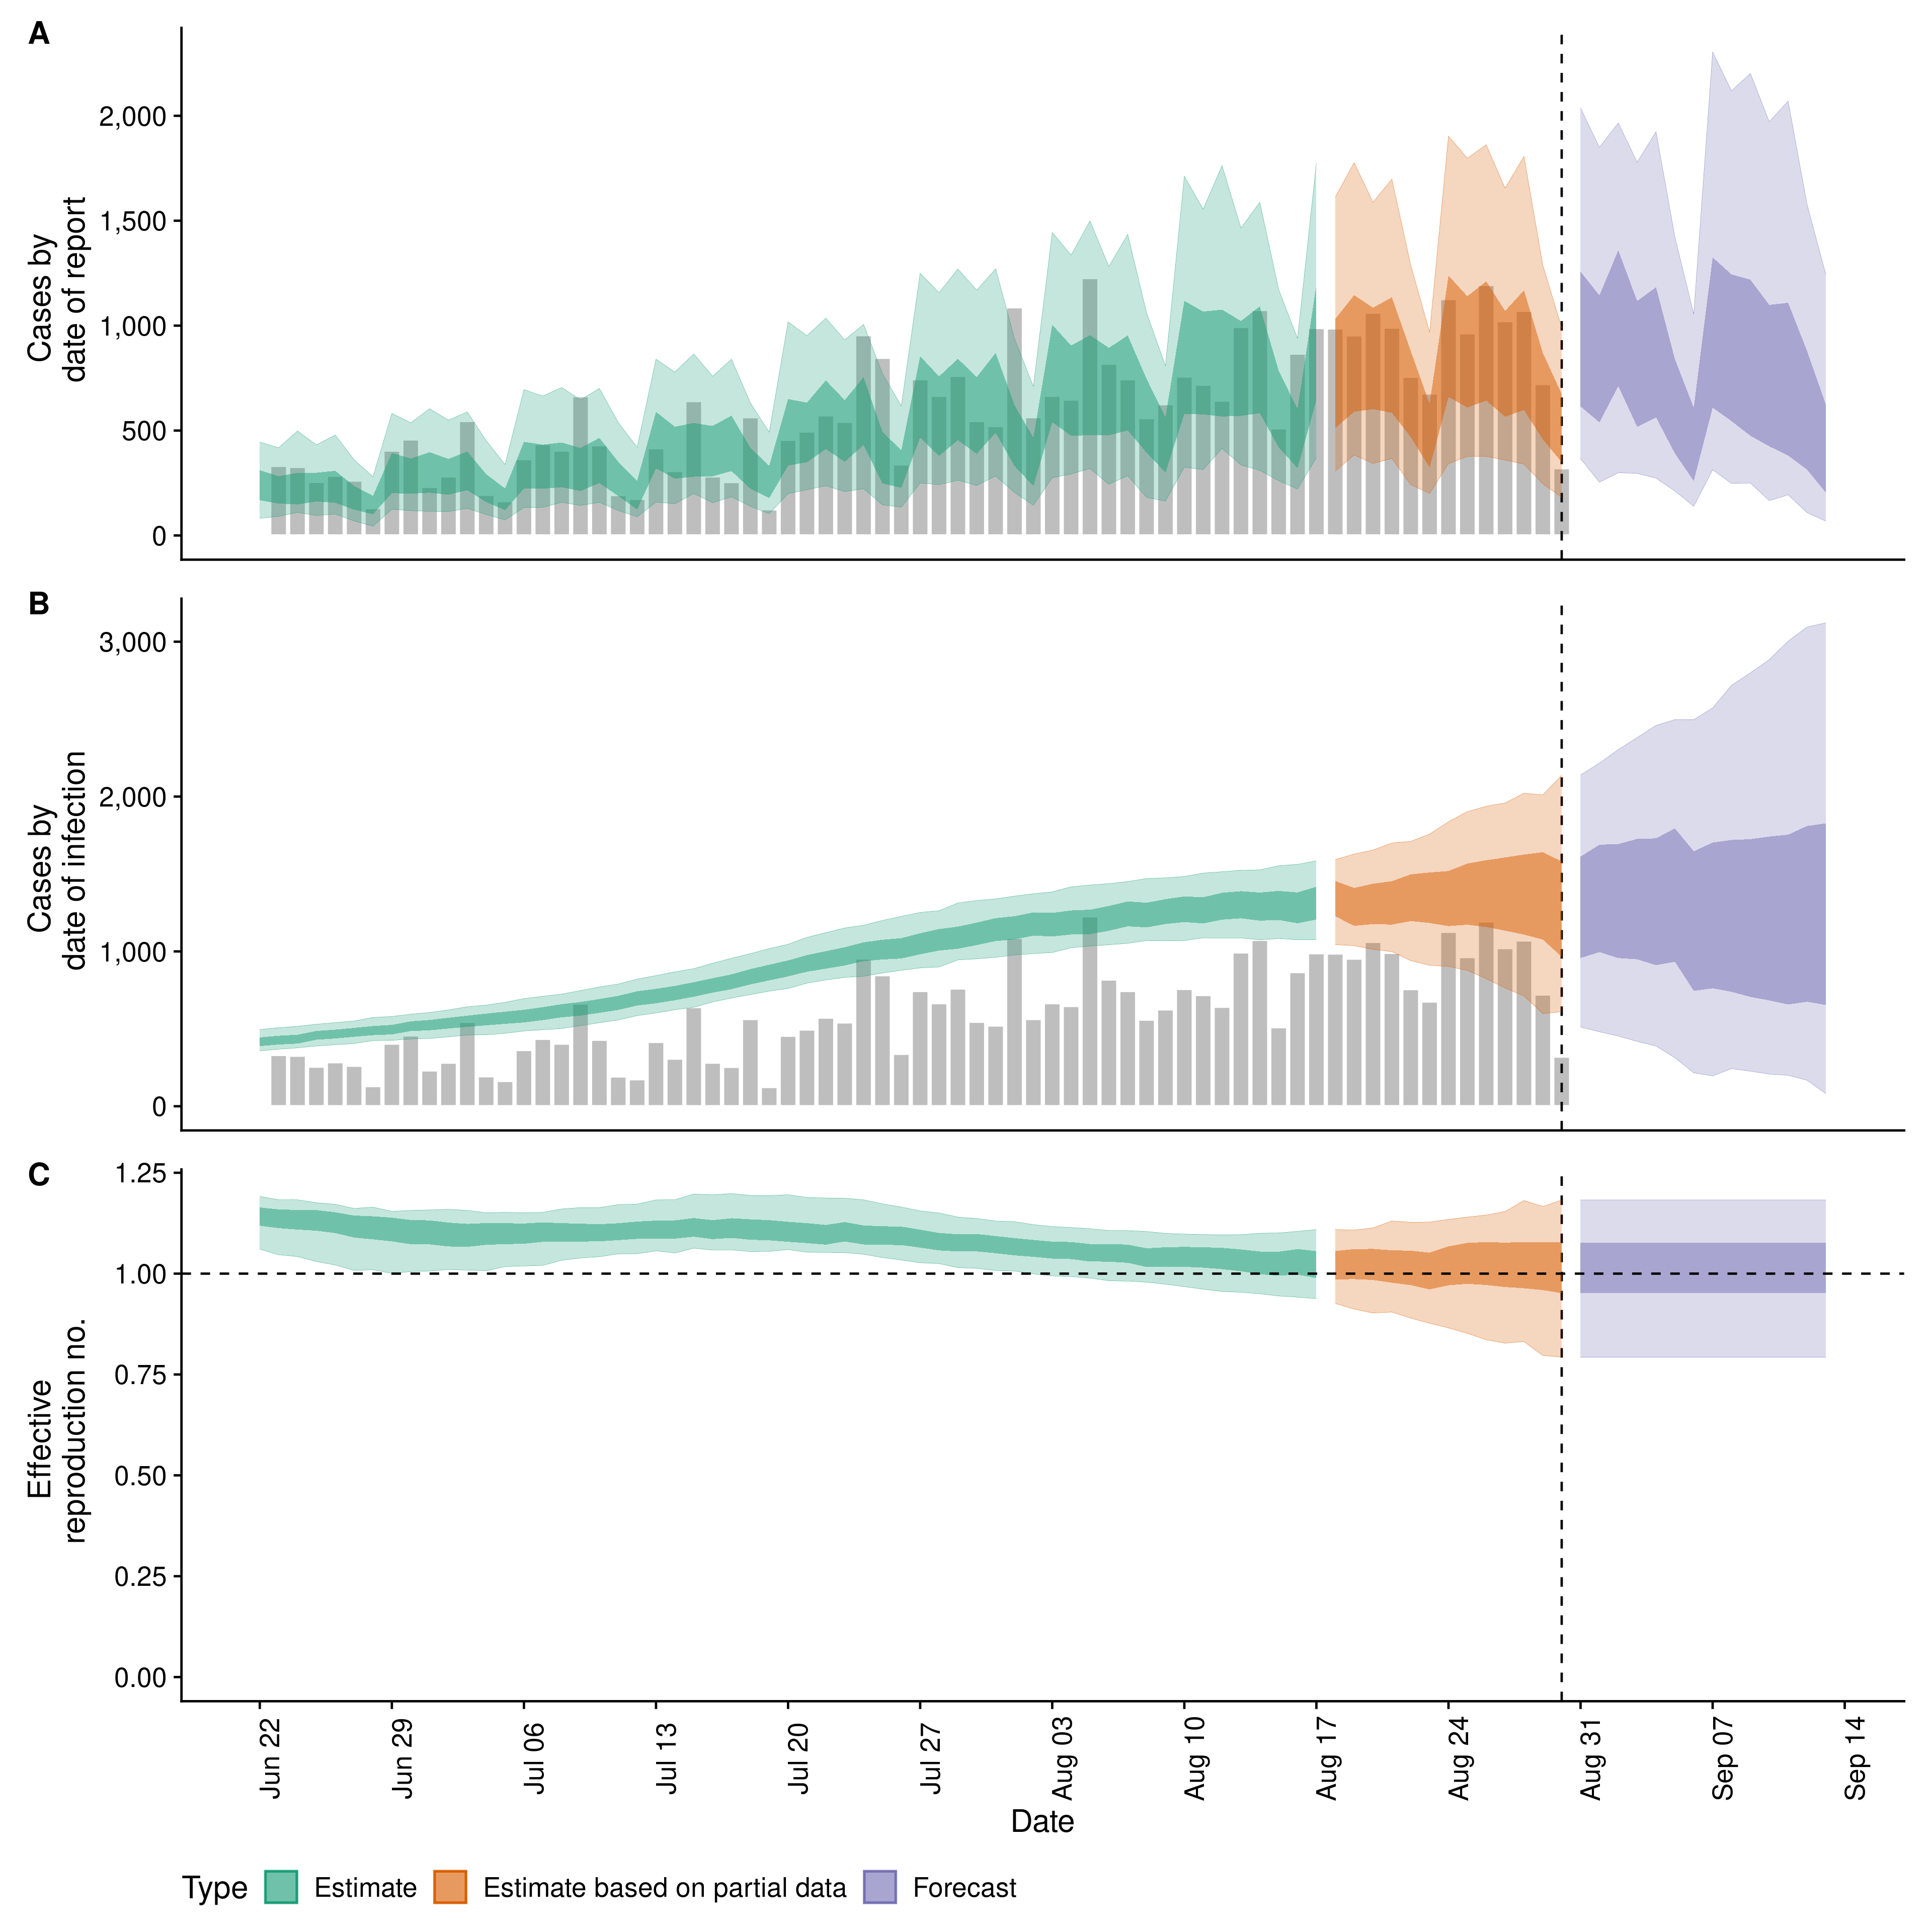 A
Cases by
date of report
2,000
1,500
1,000
500
0
B
Cases by
date of infection
3,000
2,000
1,000
0
C
Effective
reproduction no.
1.25
1.00
0.75
0.50
0.25
0.00
Jun 22
Jun 29
Jul 06
Jul 13
Jul 20
Jul 27
Aug 03
Aug 10
Aug 17
Aug 24
Aug 31
Sep 07
Sep 14
Date
Type Estimate Estimate based on partial data Forecast